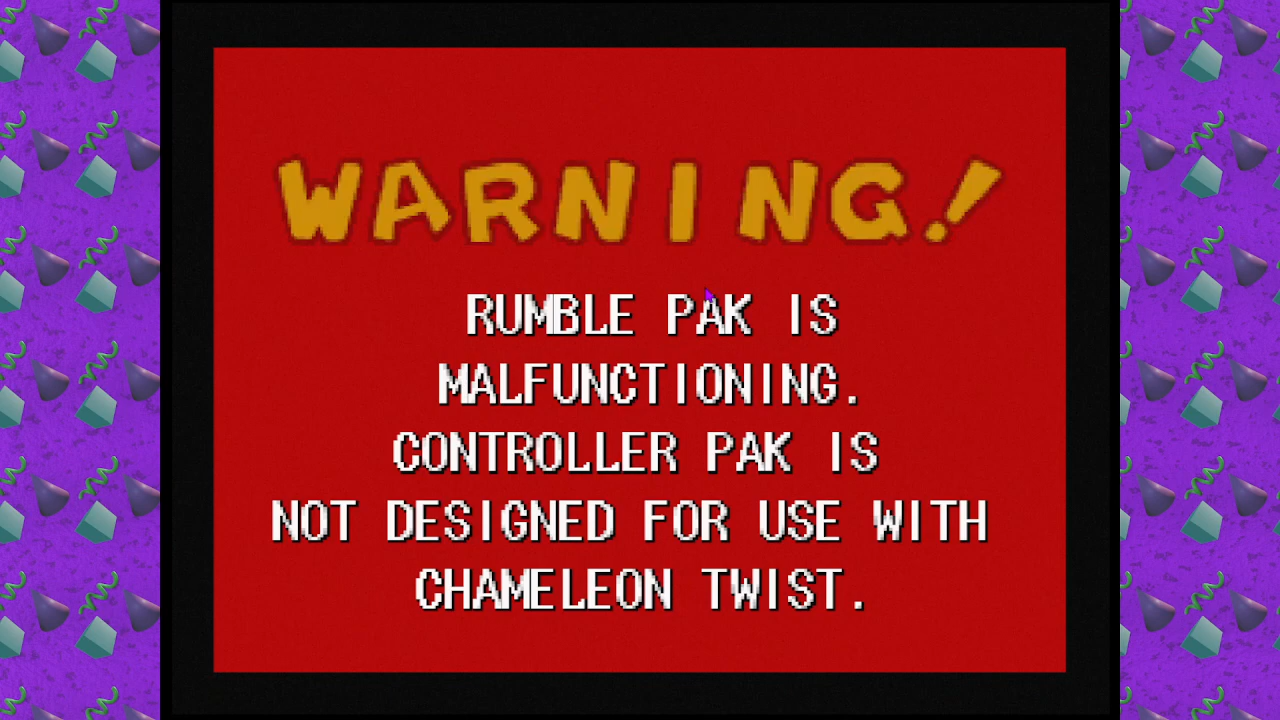 WARNING!
RUMBLE PAK IS
MALFUNCTIONING.
CONTROLLER PAK IS
NOT DESIGNED FOR USE WITH
CHAMELEON TWIST.